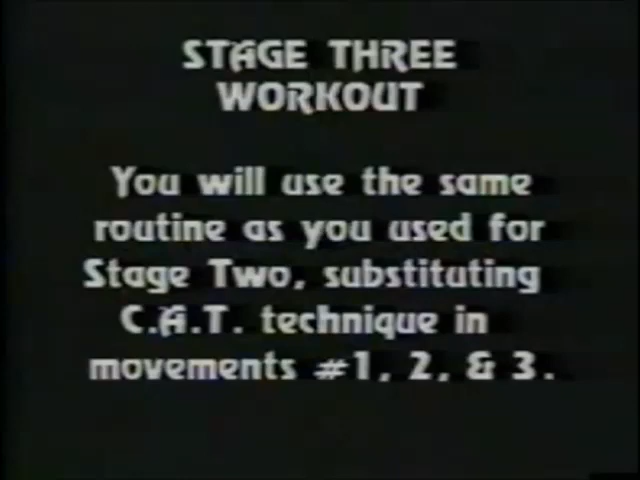 STAGE THREE
WORKOUT
You will use the same
routine as you used for
Stage Two, substituting
C.A.T. technique in
movements #1, 2, & 3.